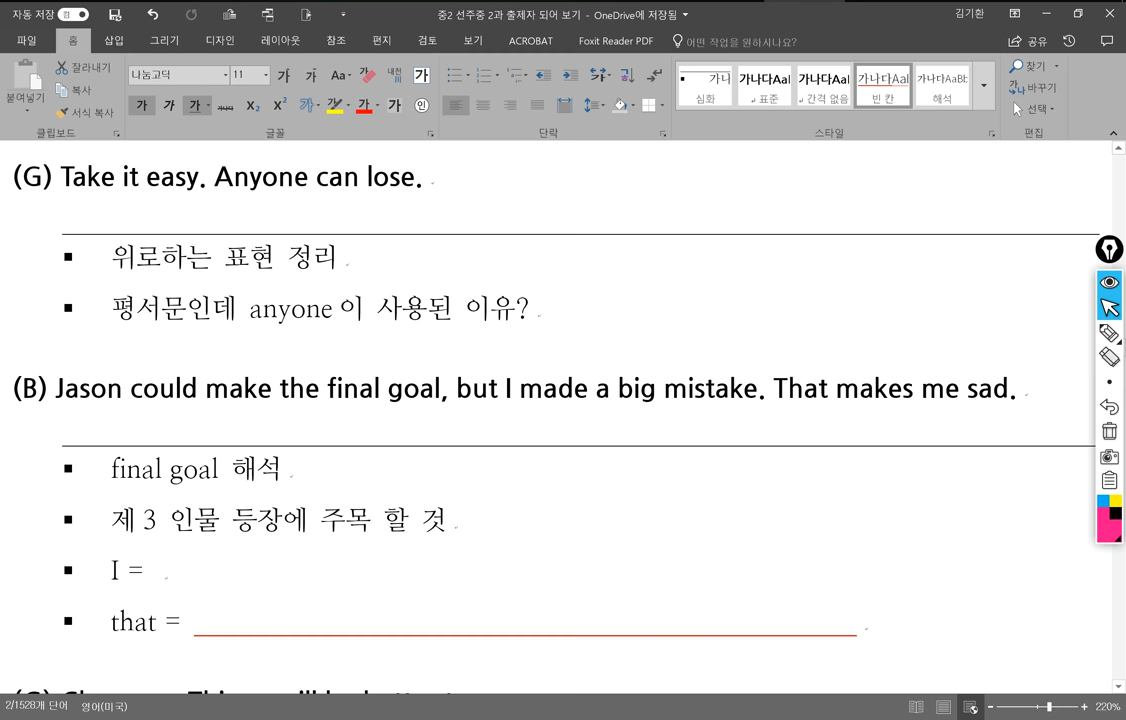 자동 저장 컴 중2 선주중 2과 출제자 되어 보기 - OneDrive에 저장됨 김기환
파일 홈 삽입 그리기 디자인 레이아웃 참조 편지 검토 보기 ACROBAT Foxit Reader PDF 어떤 작업을 원하시나요? 공유
붙여넣기 잘라내기 복사 서식 복사
나눔고딕 11
가나 가나다AaI 가나다AaI 가나다AaI 가나다AaBt
심화 표준 간격 없음 빈 칸 해석
찾기 바꾸기 선택
클립보드 글꼴 단락 스타일 편집
(G) Take it easy. Anyone can lose.
▪ 위로하는 표현 정리
▪ 평서문인데 anyone이 사용된 이유?
(B) Jason could make the final goal, but I made a big mistake. That makes me sad.
▪ final goal 해석
▪ 제3 인물 등장에 주목 할 것
▪ I =
▪ that =
2/1528개 단어 영어(미국) 220%